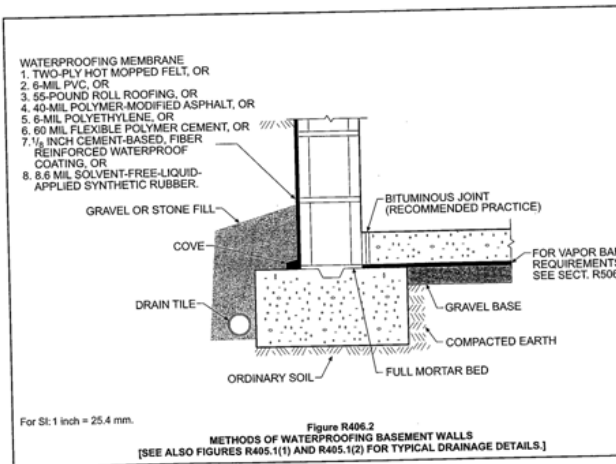 WATERPROOFING MEMBRANE
1. TWO-PLY HOT MOPPED FELT, OR
2. 6-MIL PVC, OR
3. 55-POUND ROLL ROOFING, OR
4. 40-MIL POLYMER-MODIFIED ASPHALT, OR
5. 6-MIL POLYETHYLENE, OR
6. 60 MIL FLEXIBLE POLYMER CEMENT, OR
7. 1/8 INCH CEMENT-BASED, FIBER
REINFORCED WATERPROOF
COATING, OR
8. 8.6 MIL SOLVENT-FREE-LIQUID-
APPLIED SYNTHETIC RUBBER.
GRAVEL OR STONE FILL
COVE
DRAIN TILE
ORDINARY SOIL
BITUMINOUS JOINT
(RECOMMENDED PRACTICE)
FOR VAPOR BAR
REQUIREMENTS
SEE SECT. R506
GRAVEL BASE
COMPACTED EARTH
FULL MORTAR BED
For SI: 1 inch = 25.4 mm.
Figure R406.2
METHODS OF WATERPROOFING BASEMENT WALLS
[SEE ALSO FIGURES R405.1(1) AND R405.1(2) FOR TYPICAL DRAINAGE DETAILS.]